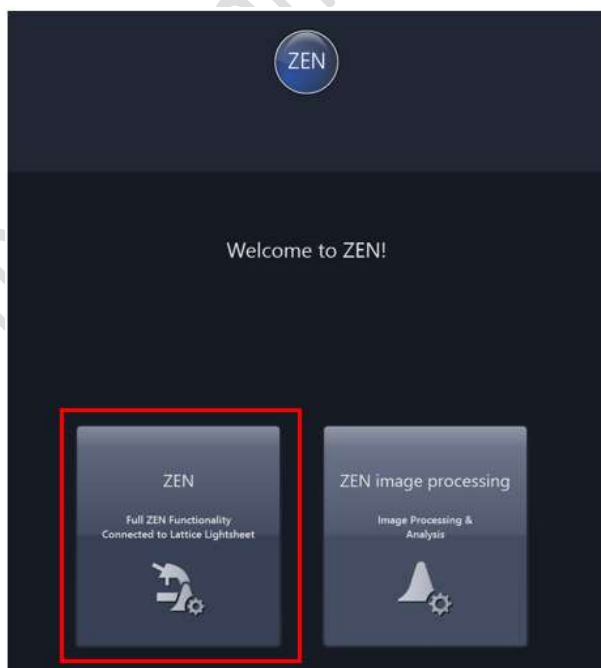 ZEN
Welcome to ZEN!
ZEN
Full ZEN Functionality
Connected to Lattice Lightsheet
ZEN image processing
Image Processing &
Analysis